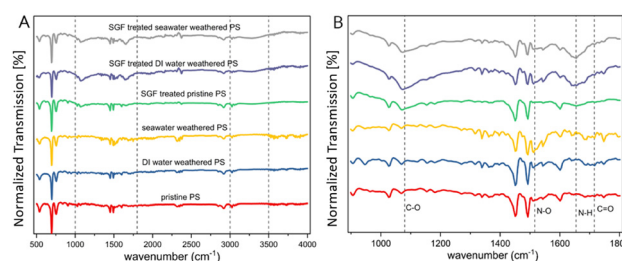 A
B
SGF treated seawater weathered PS
SGF treated DI water weathered PS
SGF treated pristine PS
seawater weathered PS
DI water weathered PS
pristine PS
Normalized Transmission [%]
500 1000 1500 2000 2500 3000 3500 4000
wavenumber (cm⁻¹)
Normalized Transmission [%]
C-O
N-O
N-H
C=O
1000 1200 1400 1600 1800
wavenumber (cm⁻¹)